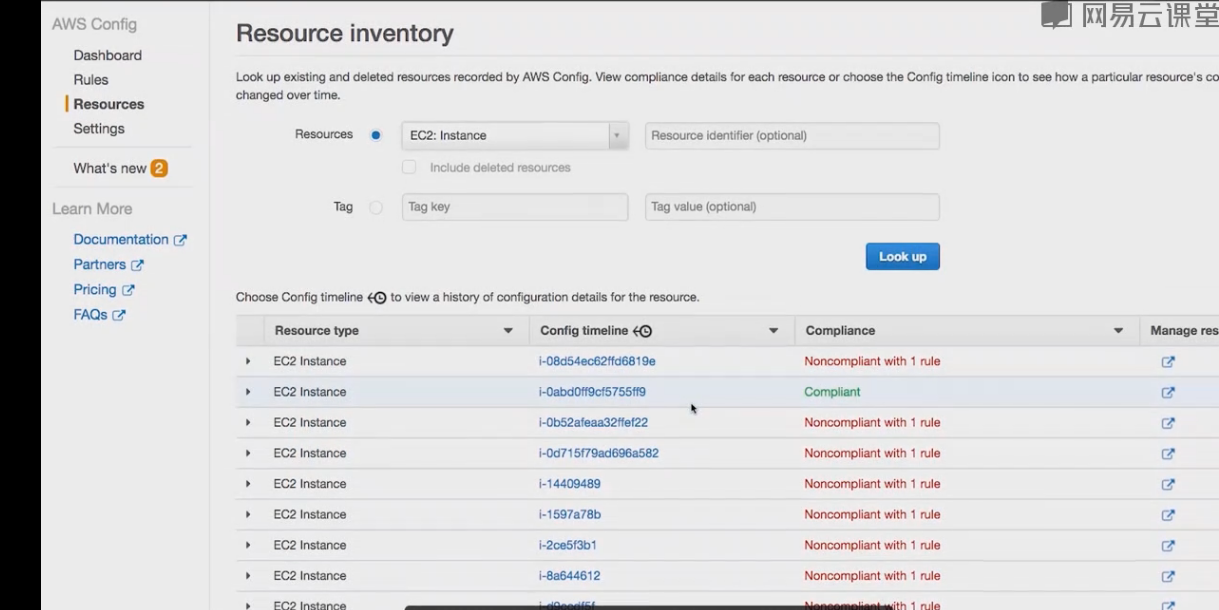 AWS Config
Dashboard
Rules
Resources
Settings
What's new 2
Learn More
Documentation
Partners
Pricing
FAQs
网易云课堂
Resource inventory
Look up existing and deleted resources recorded by AWS Config. View compliance details for each resource or choose the Config timeline icon to see how a particular resource's co
changed over time.
Resources EC2: Instance Resource identifier (optional)
Include deleted resources
Tag Tag key Tag value (optional)
Look up
Choose Config timeline to view a history of configuration details for the resource.
Resource type Config timeline Compliance Manage res
EC2 Instance i-08d54ec62ffd6819e Noncompliant with 1 rule
EC2 Instance i-0abd0ff9cf5755ff9 Compliant
EC2 Instance i-0b52afeaa32ffef22 Noncompliant with 1 rule
EC2 Instance i-0d715f79ad696a582 Noncompliant with 1 rule
EC2 Instance i-14409489 Noncompliant with 1 rule
EC2 Instance i-1597a78b Noncompliant with 1 rule
EC2 Instance i-2ce5f3b1 Noncompliant with 1 rule
EC2 Instance i-8a644612 Noncompliant with 1 rule
EC2 Instance Noncompliant with 1 rule